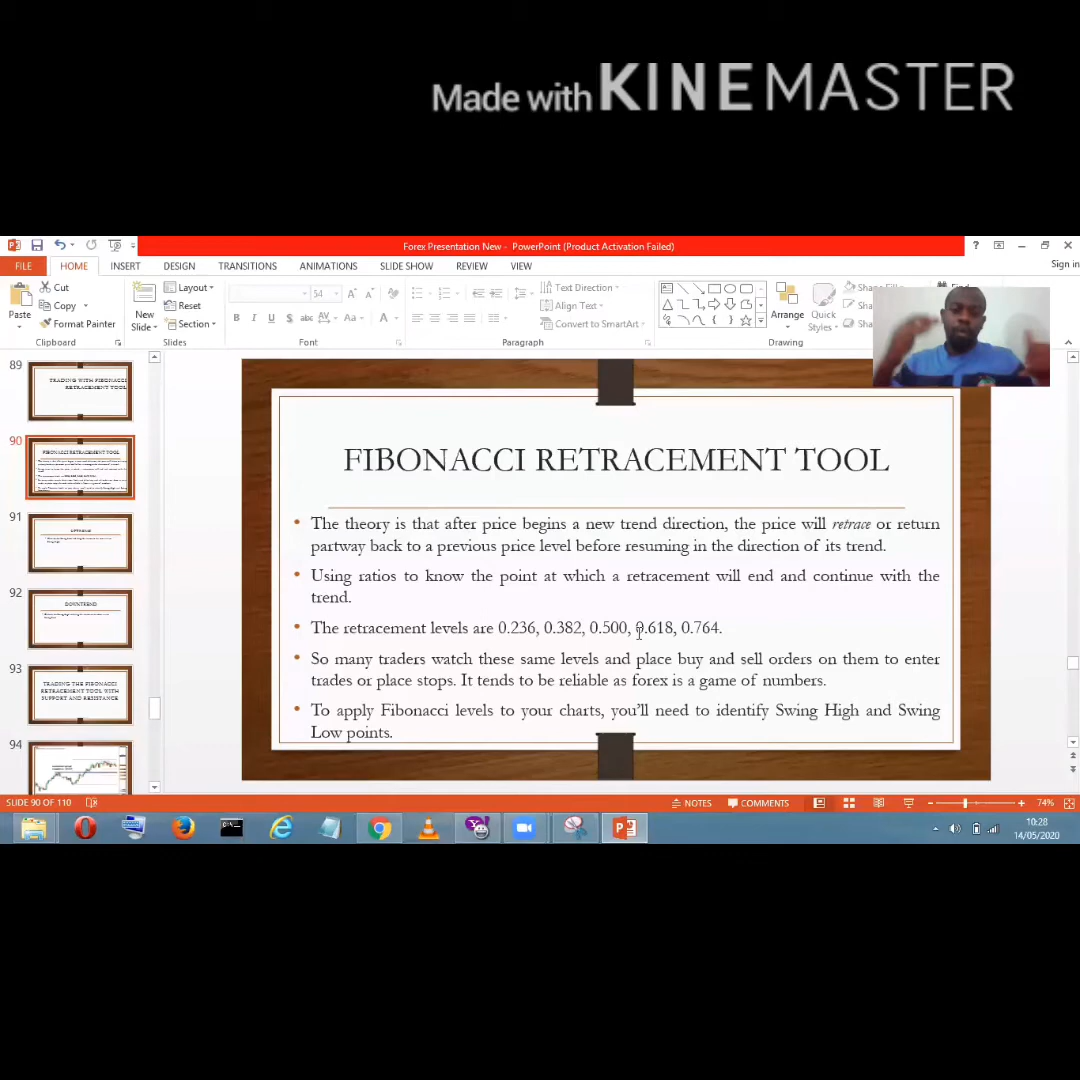 Made with KINEMASTER
Forex Presentation New - PowerPoint (Product Activation Failed)
FILE HOME INSERT DESIGN TRANSITIONS ANIMATIONS SLIDE SHOW REVIEW VIEW Sign in
Paste
Cut
Copy
Format Painter
Clipboard
New Slide
Layout
Reset
Section
Slides
54
Font
Text Direction
Align Text
Convert to SmartArt
Paragraph
Arrange
Quick Styles
Drawing
89
TRADING WITH FIBONACCI
RETRACEMENT TOOL
90
FIBONACCI RETRACEMENT TOOL
91
92
DOWNTREND
93
TRADING THE FIBONACCI
RETRACEMENT TOOL WITH
SUPPORT AND RESISTANCE
94
FIBONACCI RETRACEMENT TOOL
• The theory is that after price begins a new trend direction, the price will retrace or return
partway back to a previous price level before resuming in the direction of its trend.
• Using ratios to know the point at which a retracement will end and continue with the
trend.
• The retracement levels are 0.236, 0.382, 0.500, 0.618, 0.764.
• So many traders watch these same levels and place buy and sell orders on them to enter
trades or place stops. It tends to be reliable as forex is a game of numbers.
• To apply Fibonacci levels to your charts, you'll need to identify Swing High and Swing
Low points.
SLIDE 90 OF 110 NOTES COMMENTS 74%
10:28
14/05/2020